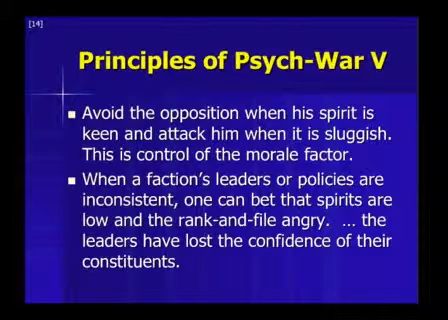 [14]
Principles of Psych-War V
Avoid the opposition when his spirit is
keen and attack him when it is sluggish.
This is control of the morale factor.
When a faction's leaders or policies are
inconsistent, one can bet that spirits are
low and the rank-and-file angry. … the
leaders have lost the confidence of their
constituents.